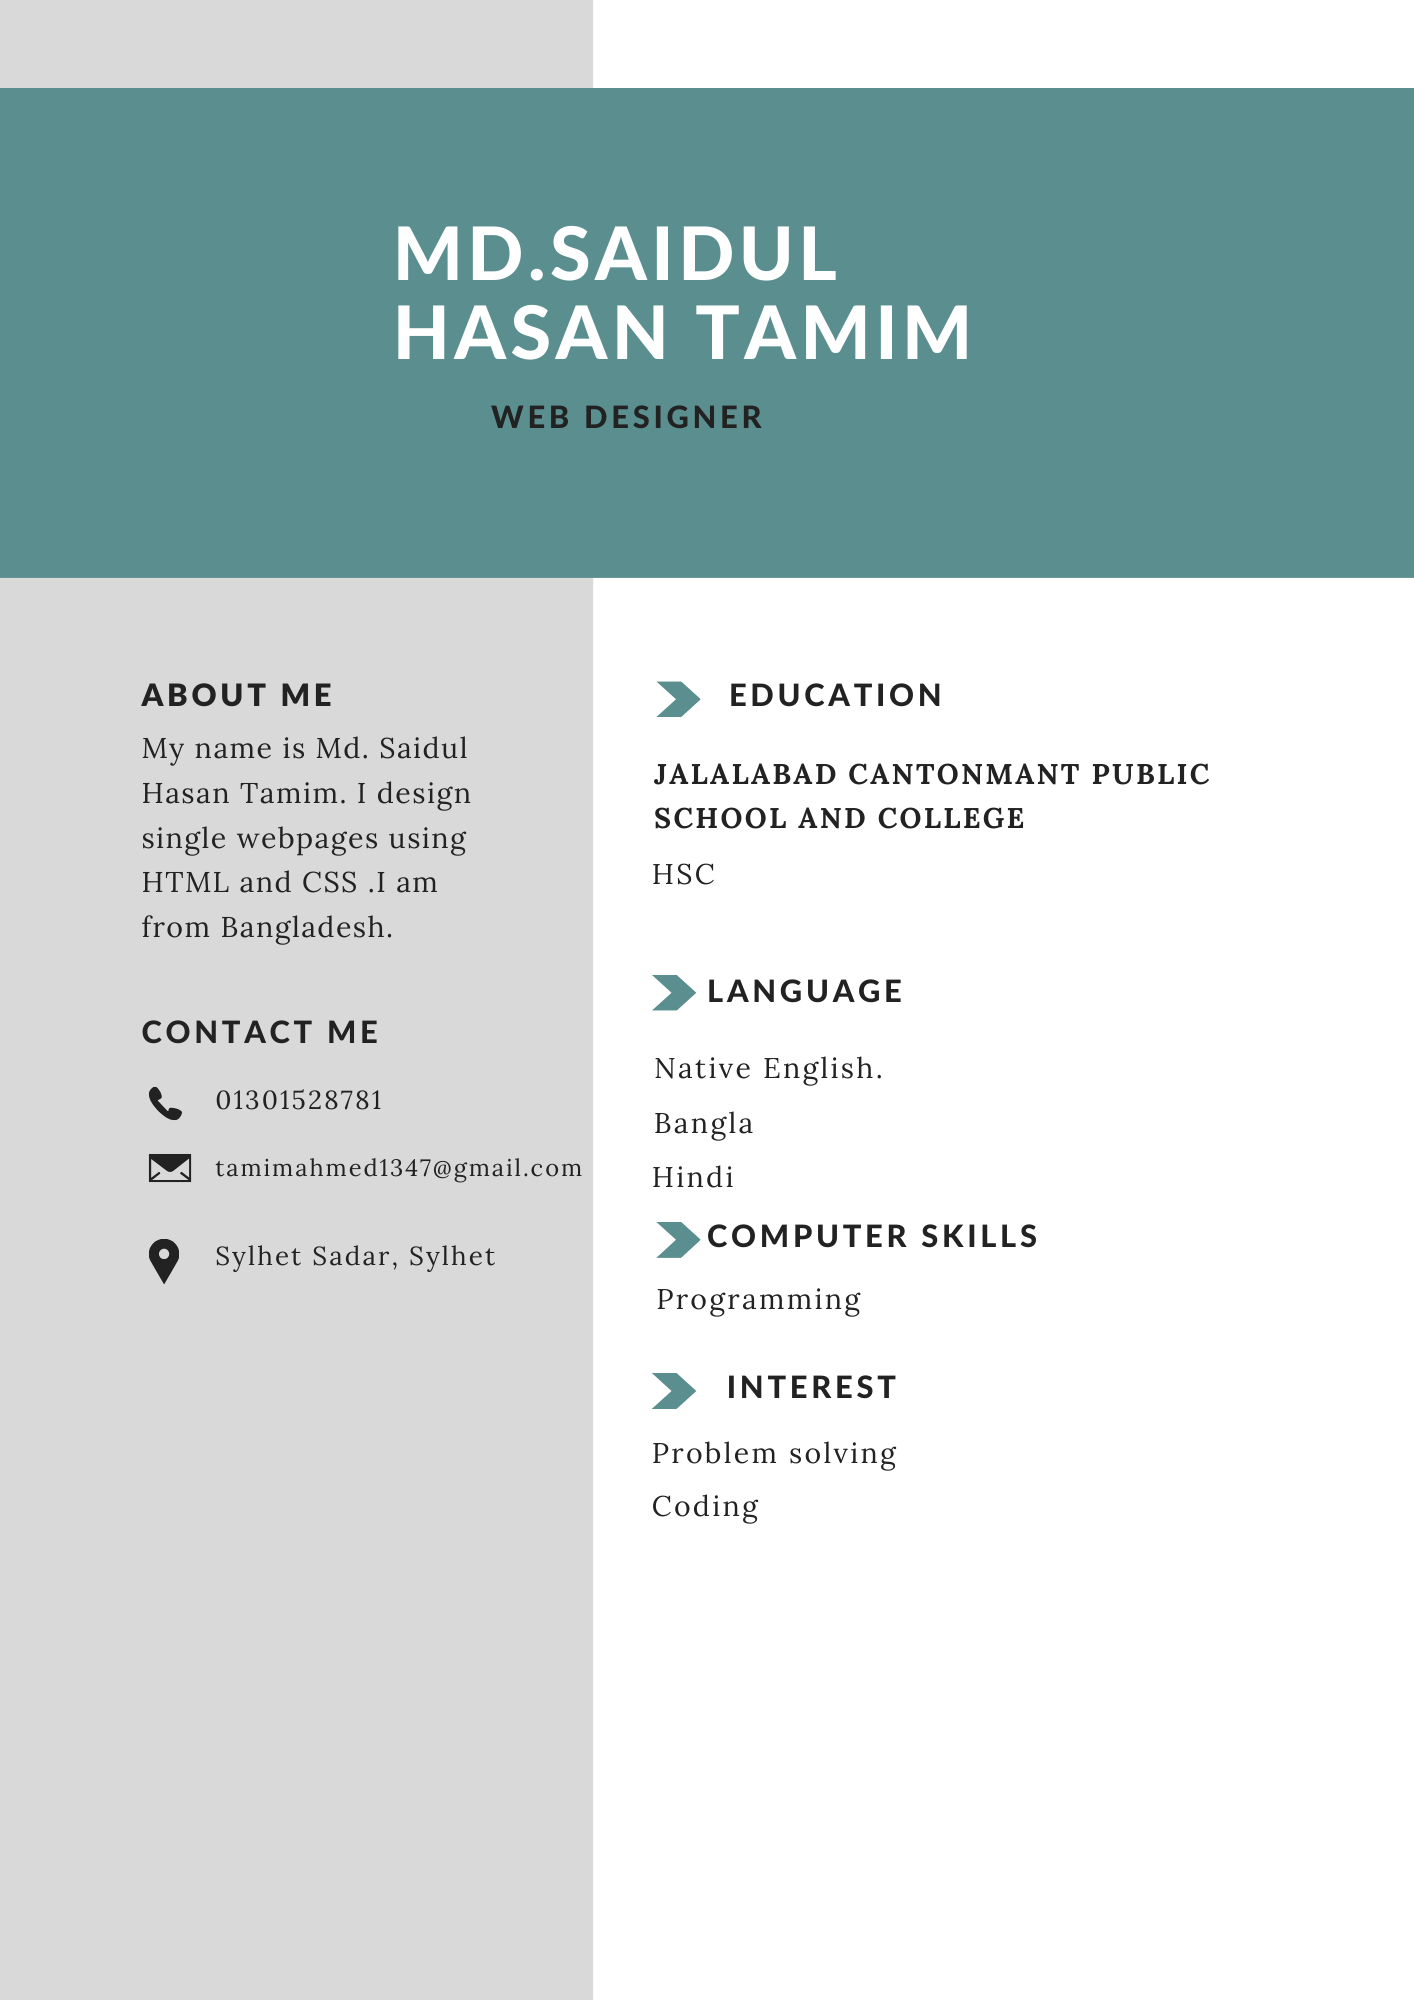 MD.SAIDUL
HASAN TAMIM
WEB DESIGNER
ABOUT ME
My name is Md. Saidul
Hasan Tamim. I design
single webpages using
HTML and CSS .I am
from Bangladesh.
CONTACT ME
01301528781
tamimahmed1347@gmail.com
Sylhet Sadar, Sylhet
EDUCATION
JALALABAD CANTONMANT PUBLIC
SCHOOL AND COLLEGE
HSC
LANGUAGE
Native English.
Bangla
Hindi
COMPUTER SKILLS
Programming
INTEREST
Problem solving
Coding